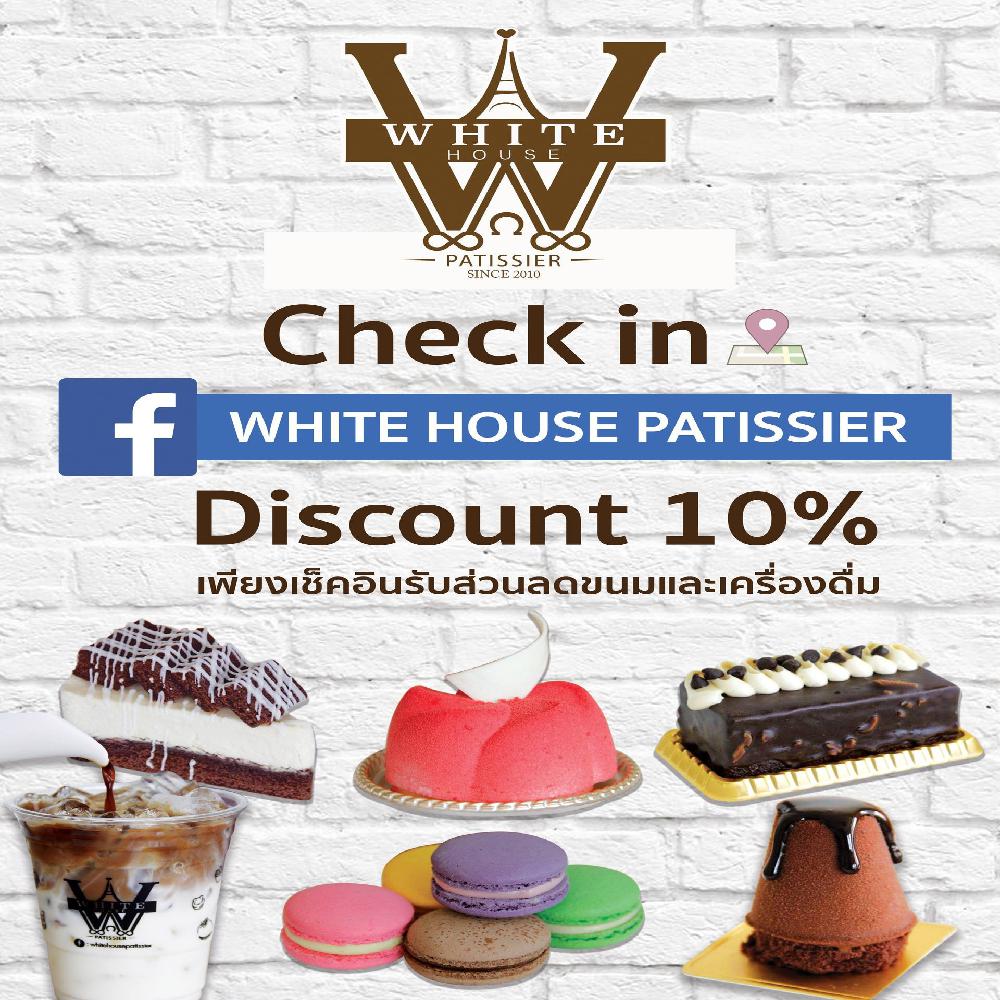 WHITE
HOUSE
PATISSIER
SINCE 2010
Check in
f WHITE HOUSE PATISSIER
Discount 10%
เพียงเช็คอินรับส่วนลดขนมและเครื่องดื่ม
WHITE
PATISSIER
f : whitehousepatissier